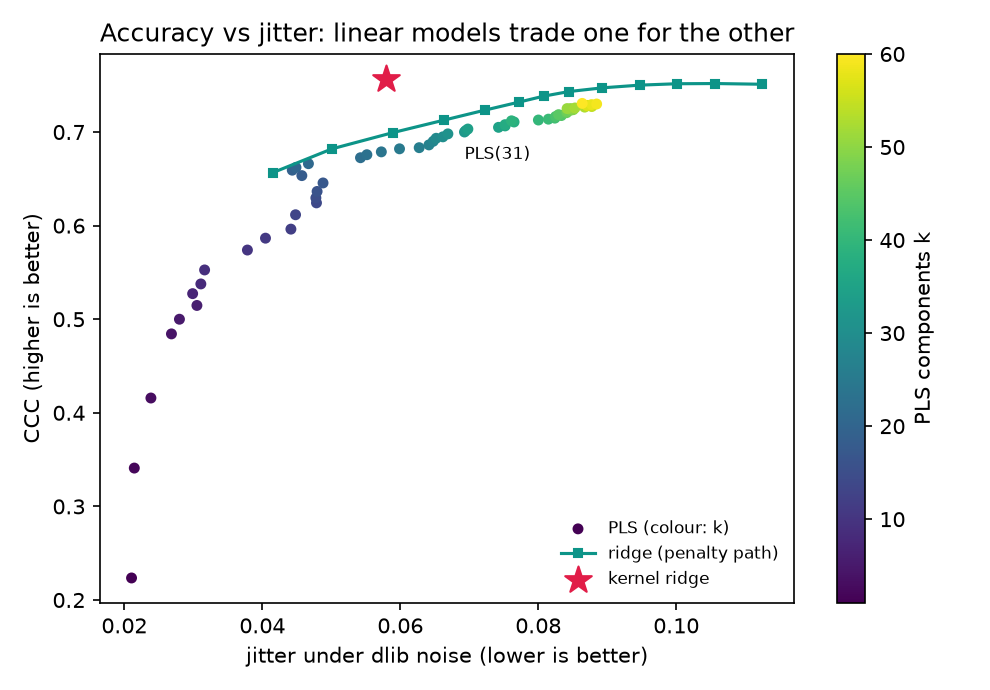 Accuracy vs jitter: linear models trade one for the other
CCC (higher is better)
0.7
0.6
0.5
0.4
0.3
0.2
PLS(31)
PLS (colour: k)
ridge (penalty path)
kernel ridge
0.02 0.04 0.06 0.08 0.10
jitter under dlib noise (lower is better)
60
50
40
30
20
10
PLS components k